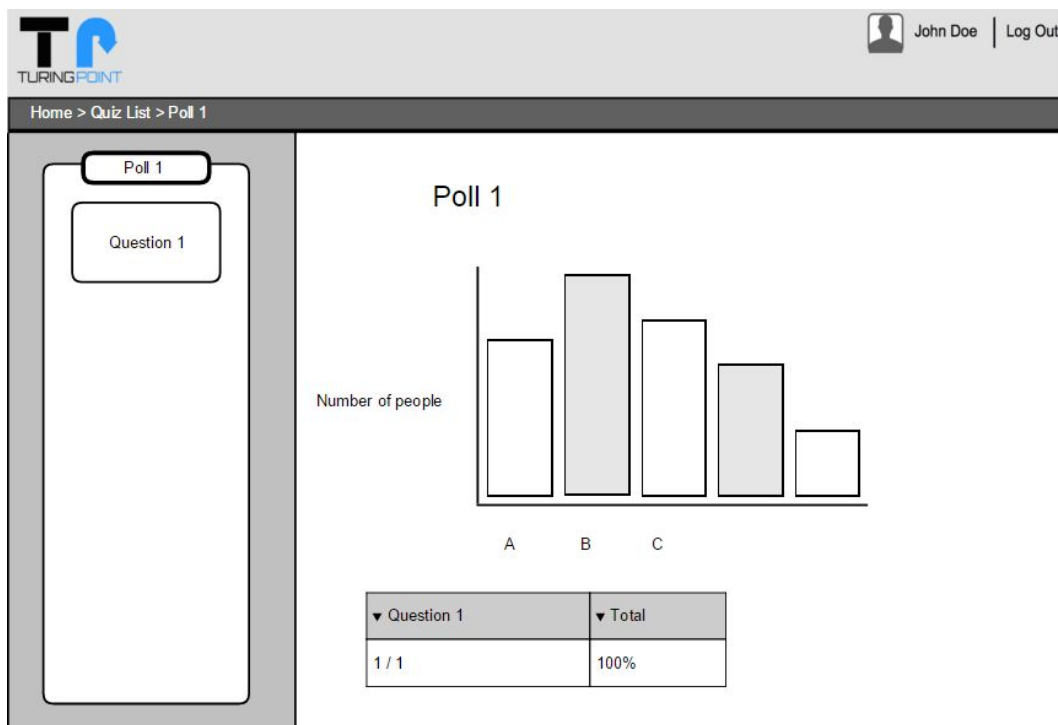 TP
TURINGPOINT
John Doe
Log Out
Home > Quiz List > Poll 1
Poll 1
Question 1
Poll 1
Number of people
A B C
▼ Question 1 ▼ Total
1 / 1 100%